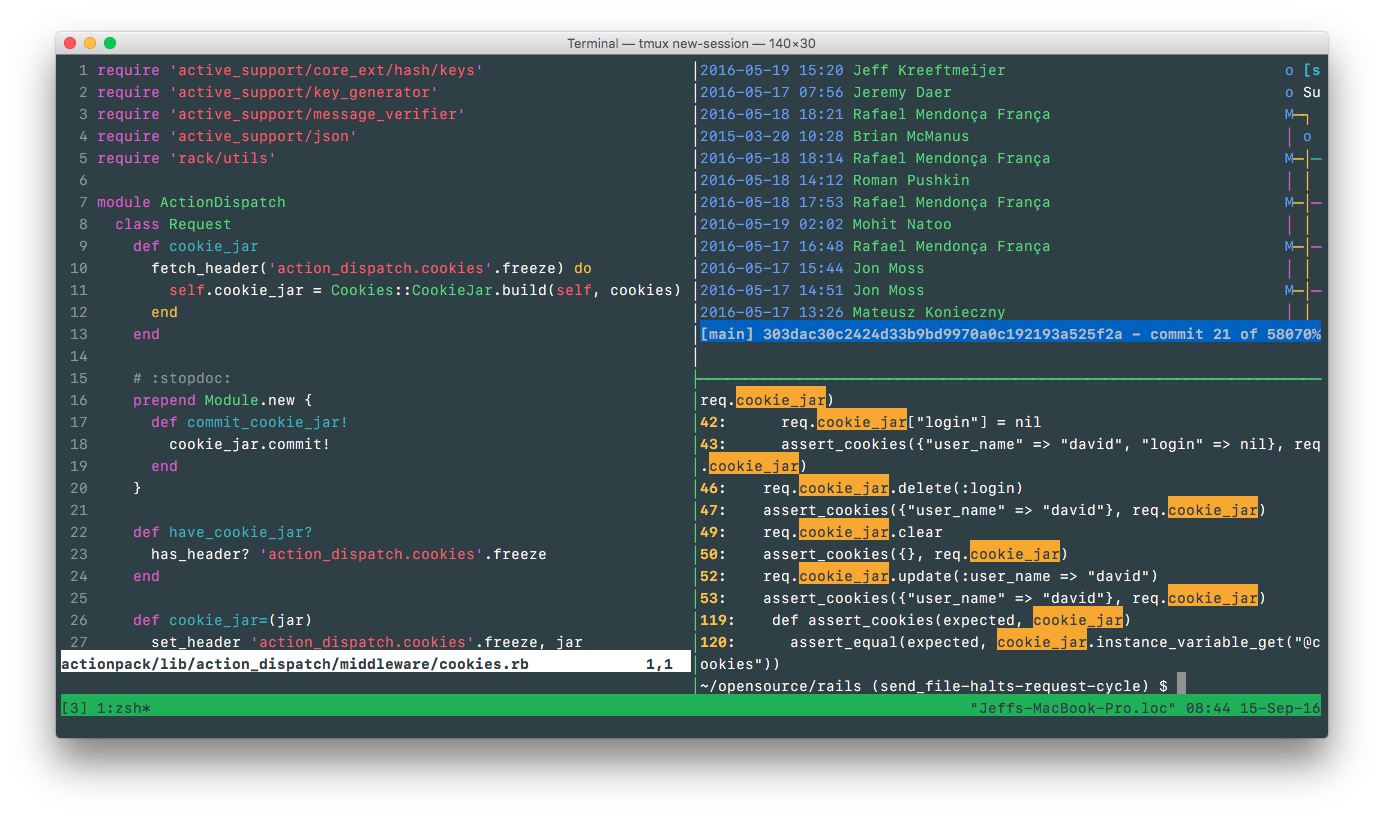 Terminal — tmux new-session — 140×30
1 require 'active_support/core_ext/hash/keys'
2 require 'active_support/key_generator'
3 require 'active_support/message_verifier'
4 require 'active_support/json'
5 require 'rack/utils'
6
7 module ActionDispatch
8   class Request
9     def cookie_jar
10       fetch_header('action_dispatch.cookies'.freeze) do
11         self.cookie_jar = Cookies::CookieJar.build(self, cookies)
12       end
13     end
14
15     # :stopdoc:
16     prepend Module.new {
17       def commit_cookie_jar!
18         cookie_jar.commit!
19       end
20     }
21
22     def have_cookie_jar?
23       has_header? 'action_dispatch.cookies'.freeze
24     end
25
26     def cookie_jar=(jar)
27       set_header 'action_dispatch.cookies'.freeze, jar
actionpack/lib/action_dispatch/middleware/cookies.rb 1,1
2016-05-19 15:20 Jeff Kreeftmeijer o [s
2016-05-17 07:56 Jeremy Daer o Su
2016-05-18 18:21 Rafael Mendonça França M─┐
2015-03-20 10:28 Brian McManus │ o
2016-05-18 18:14 Rafael Mendonça França M─│─
2016-05-18 14:12 Roman Pushkin │ │
2016-05-18 17:53 Rafael Mendonça França M─│─
2016-05-19 02:02 Mohit Natoo │ │
2016-05-17 16:48 Rafael Mendonça França M─│─
2016-05-17 15:44 Jon Moss │ │
2016-05-17 14:51 Jon Moss M─│─
2016-05-17 13:26 Mateusz Konieczny │ │
[main] 303dac30c2424d33b9bd9970a0c192193a525f2a - commit 21 of 58070%
req.cookie_jar)
42:      req.cookie_jar["login"] = nil
43:      assert_cookies({"user_name" => "david", "login" => nil}, req
.cookie_jar)
46:    req.cookie_jar.delete(:login)
47:    assert_cookies({"user_name" => "david"}, req.cookie_jar)
49:    req.cookie_jar.clear
50:    assert_cookies({}, req.cookie_jar)
52:    req.cookie_jar.update(:user_name => "david")
53:    assert_cookies({"user_name" => "david"}, req.cookie_jar)
119:    def assert_cookies(expected, cookie_jar)
120:      assert_equal(expected, cookie_jar.instance_variable_get("@c
ookies"))
~/opensource/rails (send_file-halts-request-cycle) $
[3] 1:zsh* "Jeffs-MacBook-Pro.loc" 08:44 15-Sep-16